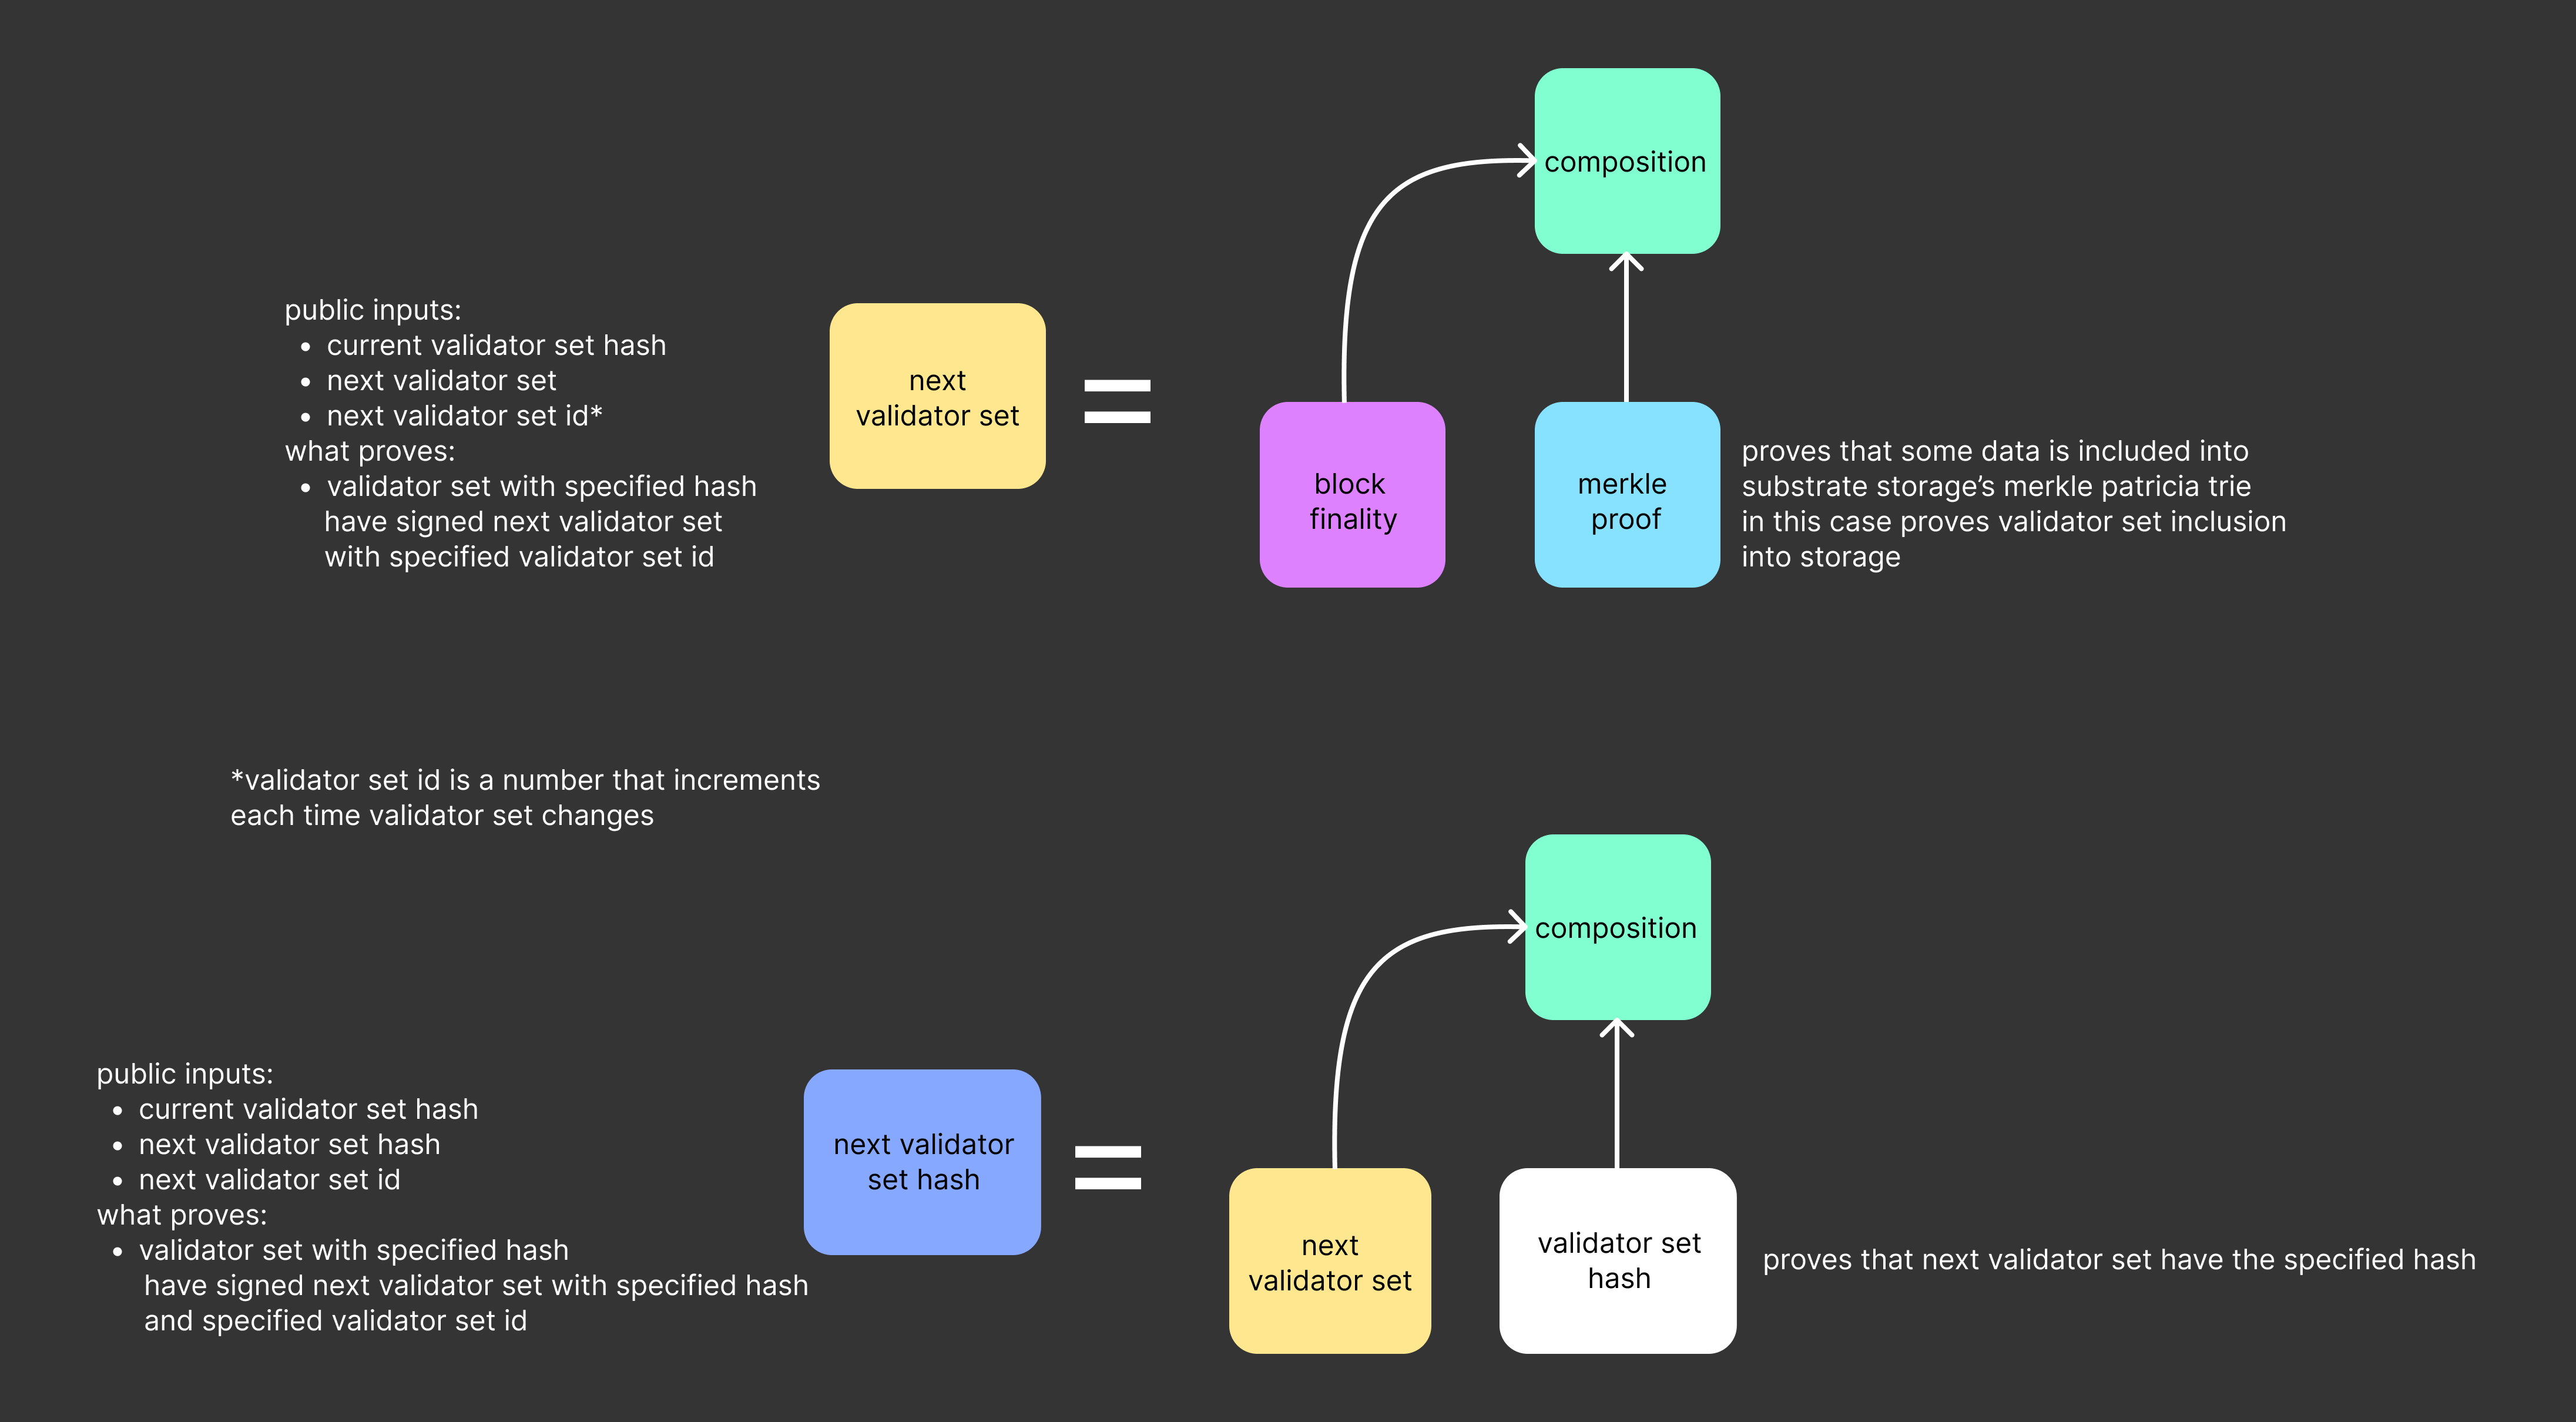 composition
public inputs:
• current validator set hash
• next validator set
• next validator set id*
what proves:
• validator set with specified hash
have signed next validator set
with specified validator set id
next
validator set
=
block
finality
merkle
proof
proves that some data is included into
substrate storage’s merkle patricia trie
in this case proves validator set inclusion
into storage
*validator set id is a number that increments
each time validator set changes
composition
public inputs:
• current validator set hash
• next validator set hash
• next validator set id
what proves:
• validator set with specified hash
have signed next validator set with specified hash
and specified validator set id
next validator
set hash
=
next
validator set
validator set
hash
proves that next validator set have the specified hash